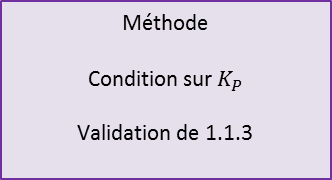 Méthode
Condition sur K_P
Validation de 1.1.3